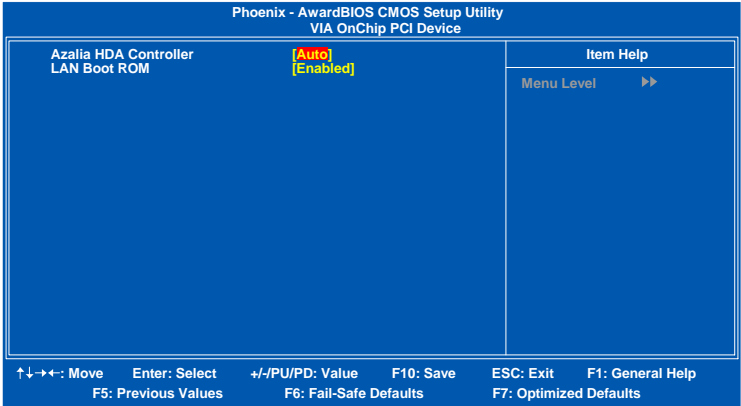 Phoenix - AwardBIOS CMOS Setup Utility
VIA OnChip PCI Device
Azalia HDA Controller [Auto]
LAN Boot ROM [Enabled]
Item Help
Menu Level ▶▶
↑↓→←: Move Enter: Select +/-/PU/PD: Value F10: Save ESC: Exit F1: General Help
F5: Previous Values F6: Fail-Safe Defaults F7: Optimized Defaults